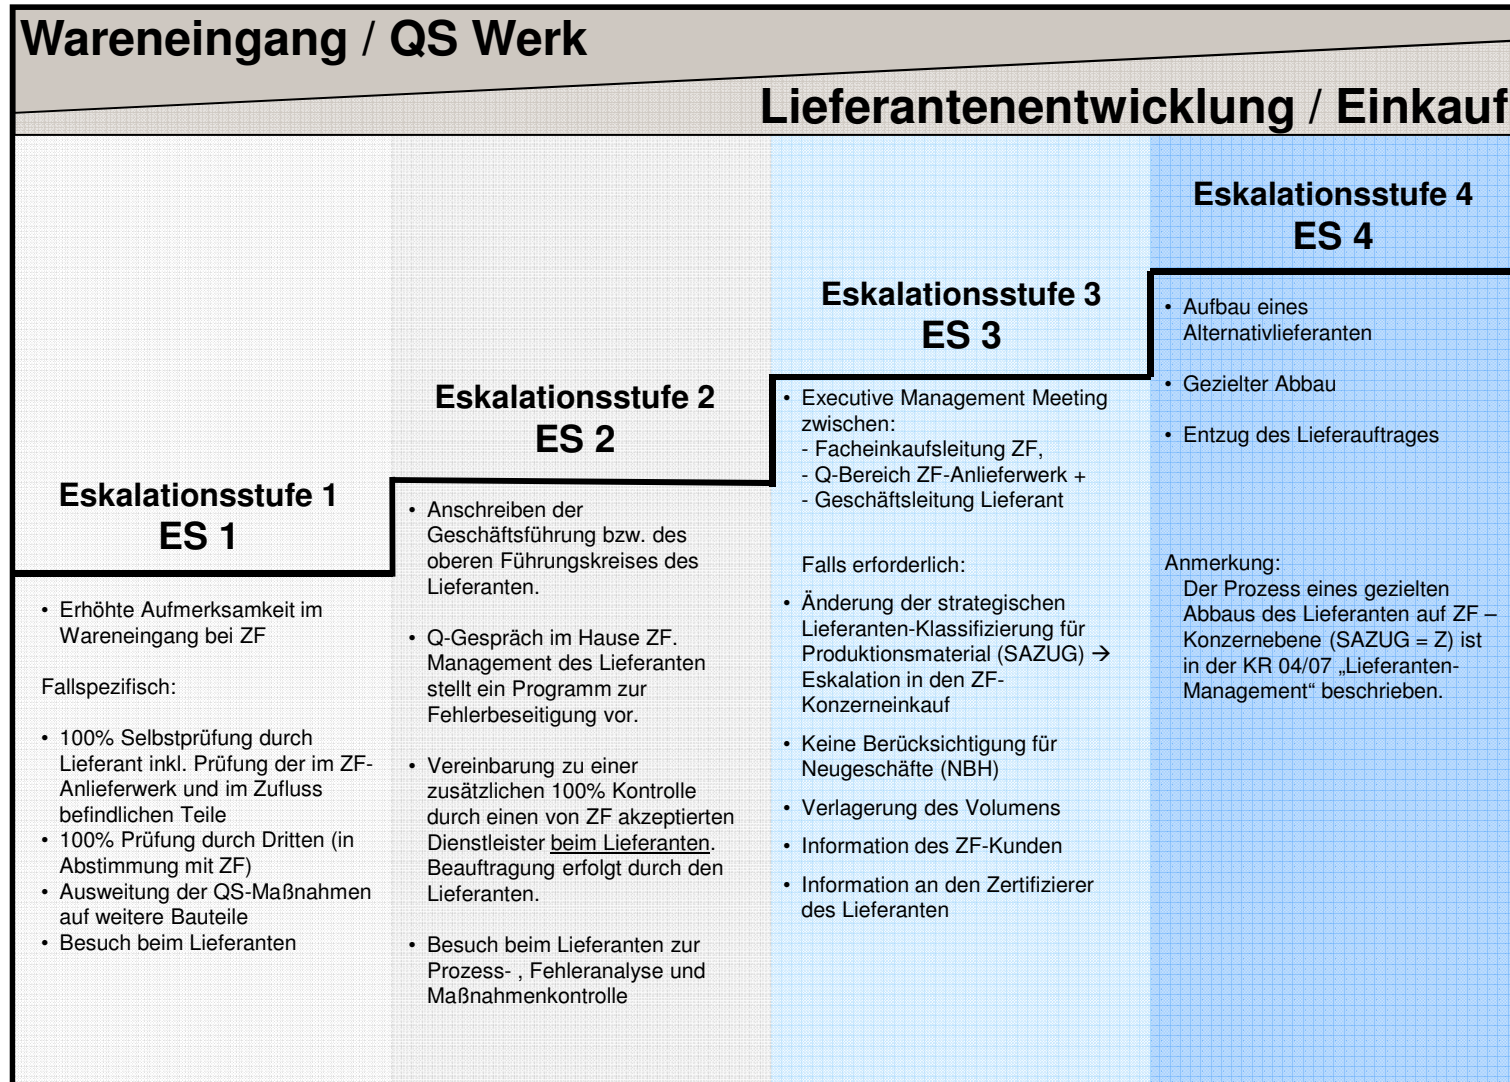 Wareneingang / QS Werk
Lieferantenentwicklung / Einkauf
Eskalationsstufe 1
ES 1
• Erhöhte Aufmerksamkeit im
Wareneingang bei ZF
Fallspezifisch:
• 100% Selbstprüfung durch
Lieferant inkl. Prüfung der im ZF-
Anlieferwerk und im Zufluss
befindlichen Teile
• 100% Prüfung durch Dritten (in
Abstimmung mit ZF)
• Ausweitung der QS-Maßnahmen
auf weitere Bauteile
• Besuch beim Lieferanten
Eskalationsstufe 2
ES 2
• Anschreiben der
Geschäftsführung bzw. des
oberen Führungskreises des
Lieferanten.
• Q-Gespräch im Hause ZF.
Management des Lieferanten
stellt ein Programm zur
Fehlerbeseitigung vor.
• Vereinbarung zu einer
zusätzlichen 100% Kontrolle
durch einen von ZF akzeptierten
Dienstleister beim Lieferanten.
Beauftragung erfolgt durch den
Lieferanten.
• Besuch beim Lieferanten zur
Prozess- , Fehleranalyse und
Maßnahmenkontrolle
Eskalationsstufe 3
ES 3
• Executive Management Meeting
zwischen:
- Facheinkaufsleitung ZF,
- Q-Bereich ZF-Anlieferwerk +
- Geschäftsleitung Lieferant
Falls erforderlich:
• Änderung der strategischen
Lieferanten-Klassifizierung für
Produktionsmaterial (SAZUG) →
Eskalation in den ZF-
Konzerneinkauf
• Keine Berücksichtigung für
Neugeschäfte (NBH)
• Verlagerung des Volumens
• Information des ZF-Kunden
• Information an den Zertifizierer
des Lieferanten
Eskalationsstufe 4
ES 4
• Aufbau eines
Alternativlieferanten
• Gezielter Abbau
• Entzug des Lieferauftrages
Anmerkung:
Der Prozess eines gezielten
Abbaus des Lieferanten auf ZF –
Konzernebene (SAZUG = Z) ist
in der KR 04/07 „Lieferanten-
Management“ beschrieben.